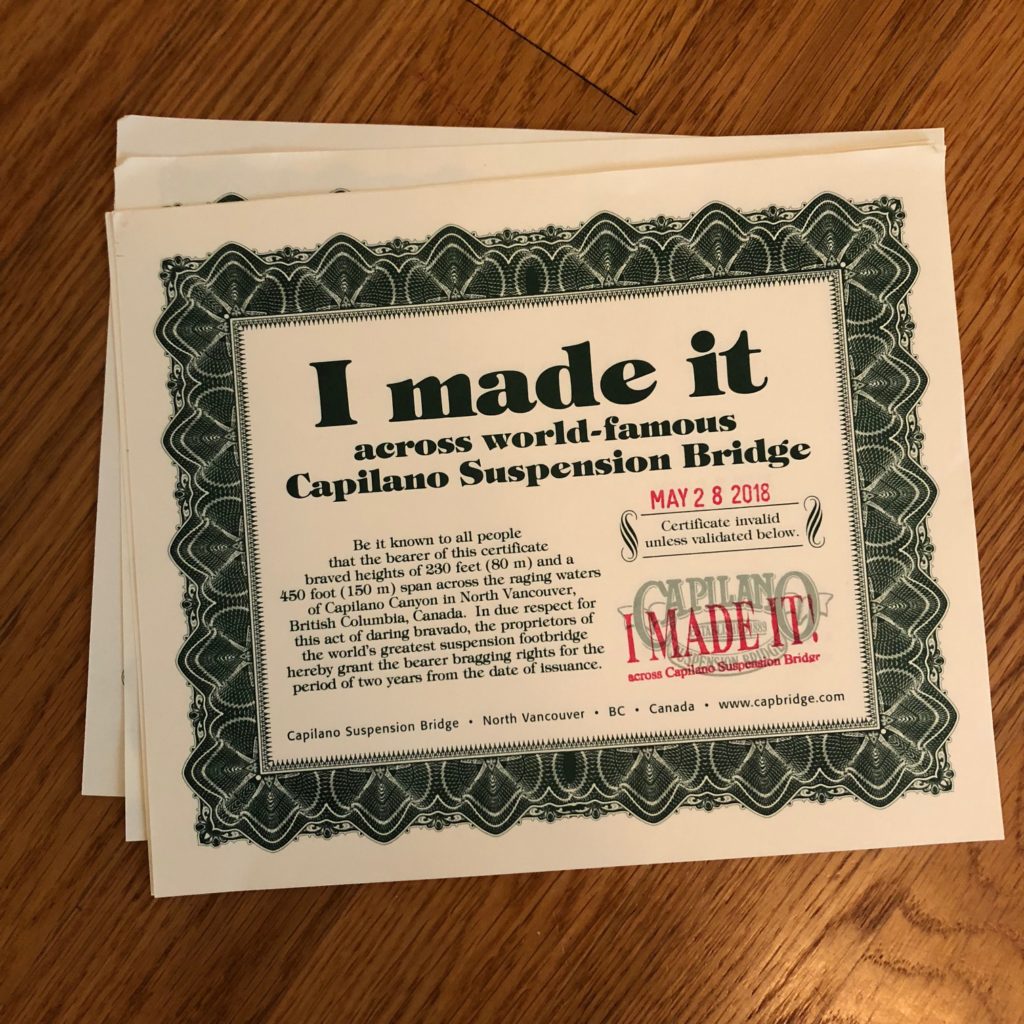 I made it
across world-famous
Capilano Suspension Bridge
MAY 28 2018
Certificate invalid
unless validated below.
Be it known to all people
that the bearer of this certificate
braved heights of 230 feet (80 m) and a
450 foot (150 m) span across the raging waters
of Capilano Canyon in North Vancouver,
British Columbia, Canada. In due respect for
this act of daring bravado, the proprietors of
the world's greatest suspension footbridge
hereby grant the bearer bragging rights for the
period of two years from the date of issuance.
CAPILANO
I MADE IT!
SUSPENSION BRIDGE
across Capilano Suspension Bridge
Capilano Suspension Bridge • North Vancouver • BC • Canada • www.capbridge.com